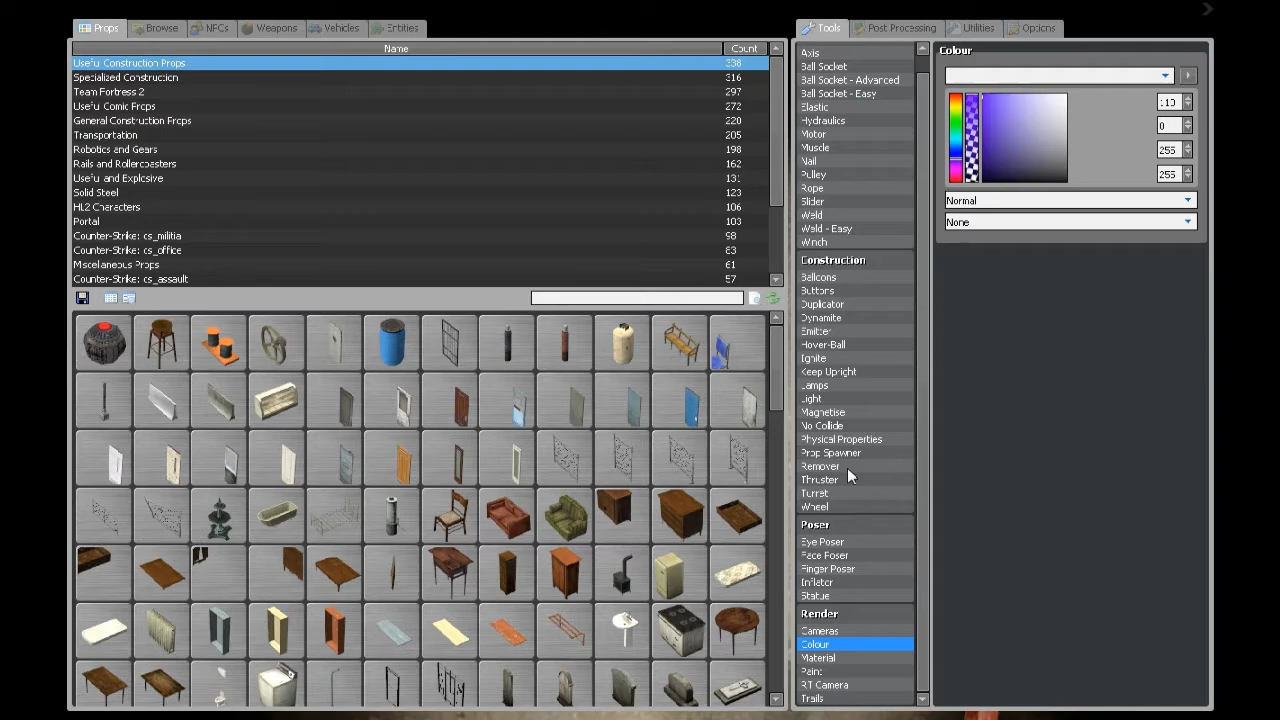 Props Browse NPCs Weapons Vehicles Entities
Name Count
Useful Construction Props 338
Specialized Construction 316
Team Fortress 2 297
Useful Comic Props 272
General Construction Props 220
Transportation 205
Robotics and Gears 198
Rails and Rollercoasters 162
Useful and Explosive 131
Solid Steel 123
HL2 Characters 106
Portal 103
Counter-Strike: cs_militia 98
Counter-Strike: cs_office 83
Miscellaneous Props 61
Counter-Strike: cs_assault 57
Tools Post Processing Utilities Options
Axis
Ball Socket
Ball Socket - Advanced
Ball Socket - Easy
Elastic
Hydraulics
Motor
Muscle
Nail
Pulley
Rope
Slider
Weld
Weld - Easy
Winch
Construction
Balloons
Buttons
Duplicator
Dynamite
Emitter
Hover-Ball
Ignite
Keep Upright
Lamps
Light
Magnetise
No Collide
Physical Properties
Prop Spawner
Remover
Thruster
Turret
Wheel
Poser
Eye Poser
Face Poser
Finger Poser
Inflator
Statue
Render
Cameras
Colour
Material
Paint
RT Camera
Trails
Colour
110
0
255
255
Normal
None